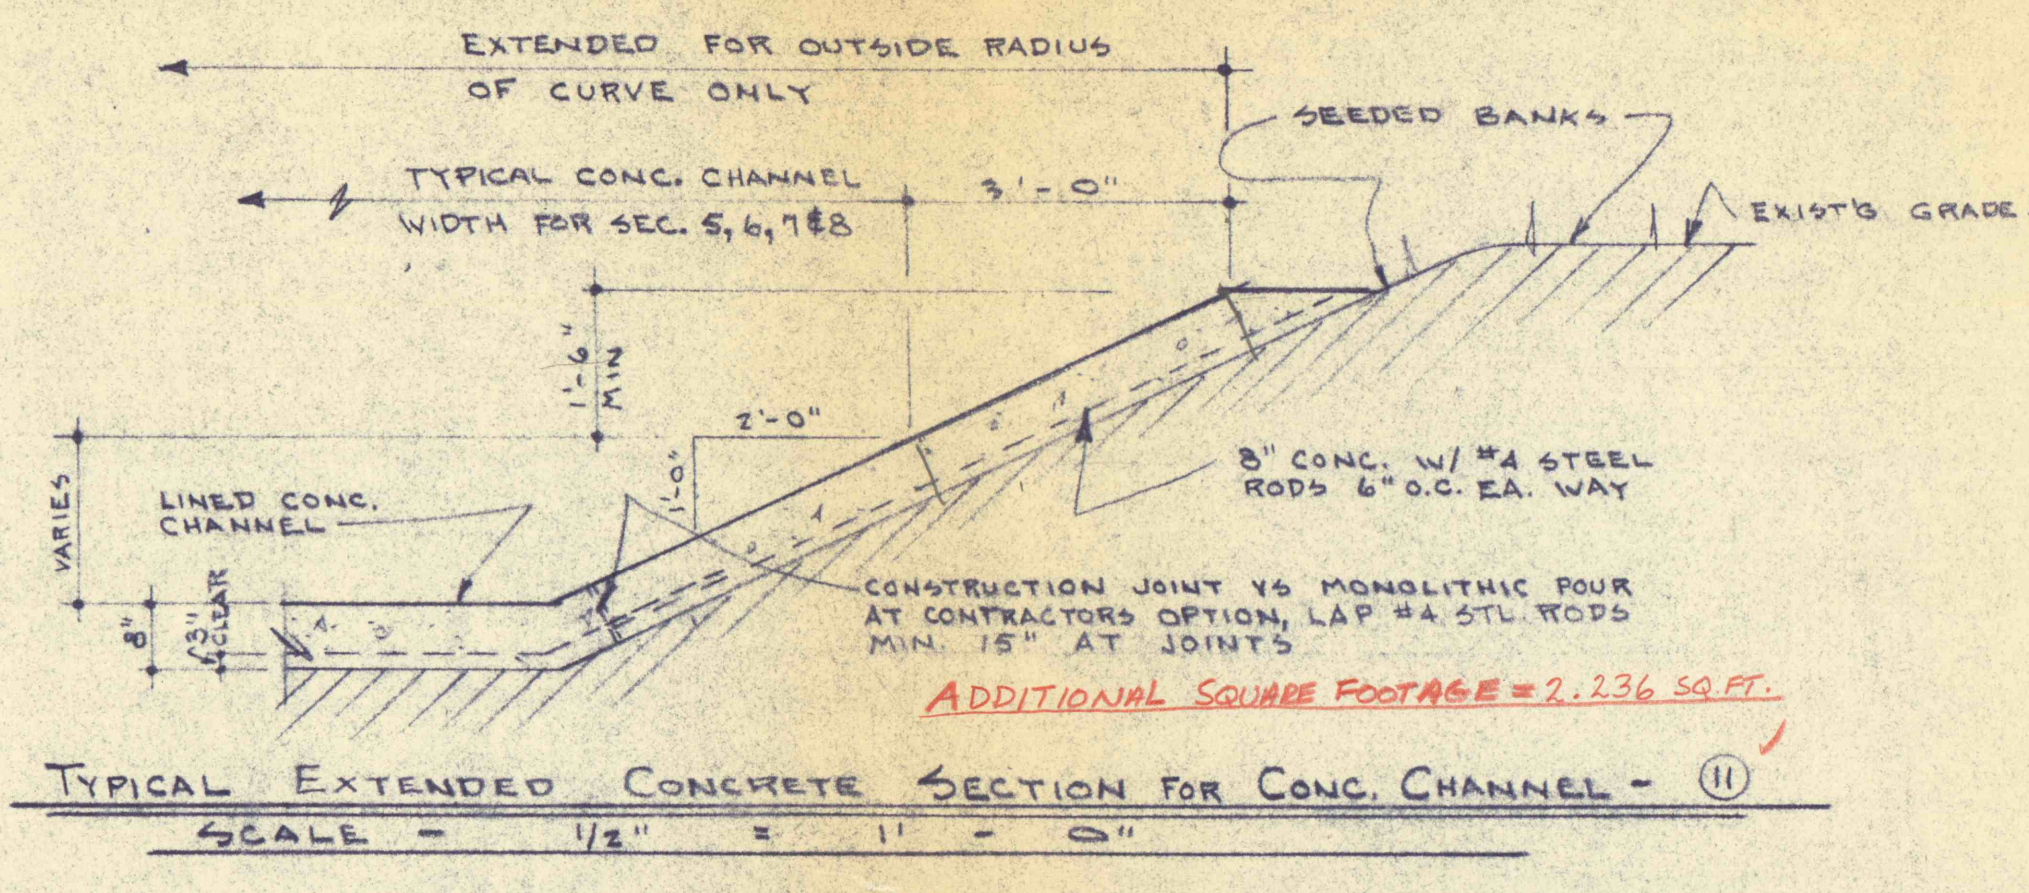 EXTENDED FOR OUTSIDE RADIUS
OF CURVE ONLY
SEEDED BANKS
TYPICAL CONC. CHANNEL
WIDTH FOR SEC. 5, 6, 7 & 8
3'-0"
EXIST'G GRADE
1'-6"
MIN
2'-0"
1'-0"
VARIES
LINED CONC.
CHANNEL
8" CONC. W/ #4 STEEL
RODS 6" O.C. EA. WAY
8"
3"
CLEAR
CONSTRUCTION JOINT VS MONOLITHIC POUR
AT CONTRACTORS OPTION, LAP #4 STL. RODS
MIN. 15" AT JOINTS
ADDITIONAL SQUARE FOOTAGE = 2.236 SQ.FT.
TYPICAL EXTENDED CONCRETE SECTION FOR CONC. CHANNEL - 11
SCALE - 1/2" = 1' - 0"